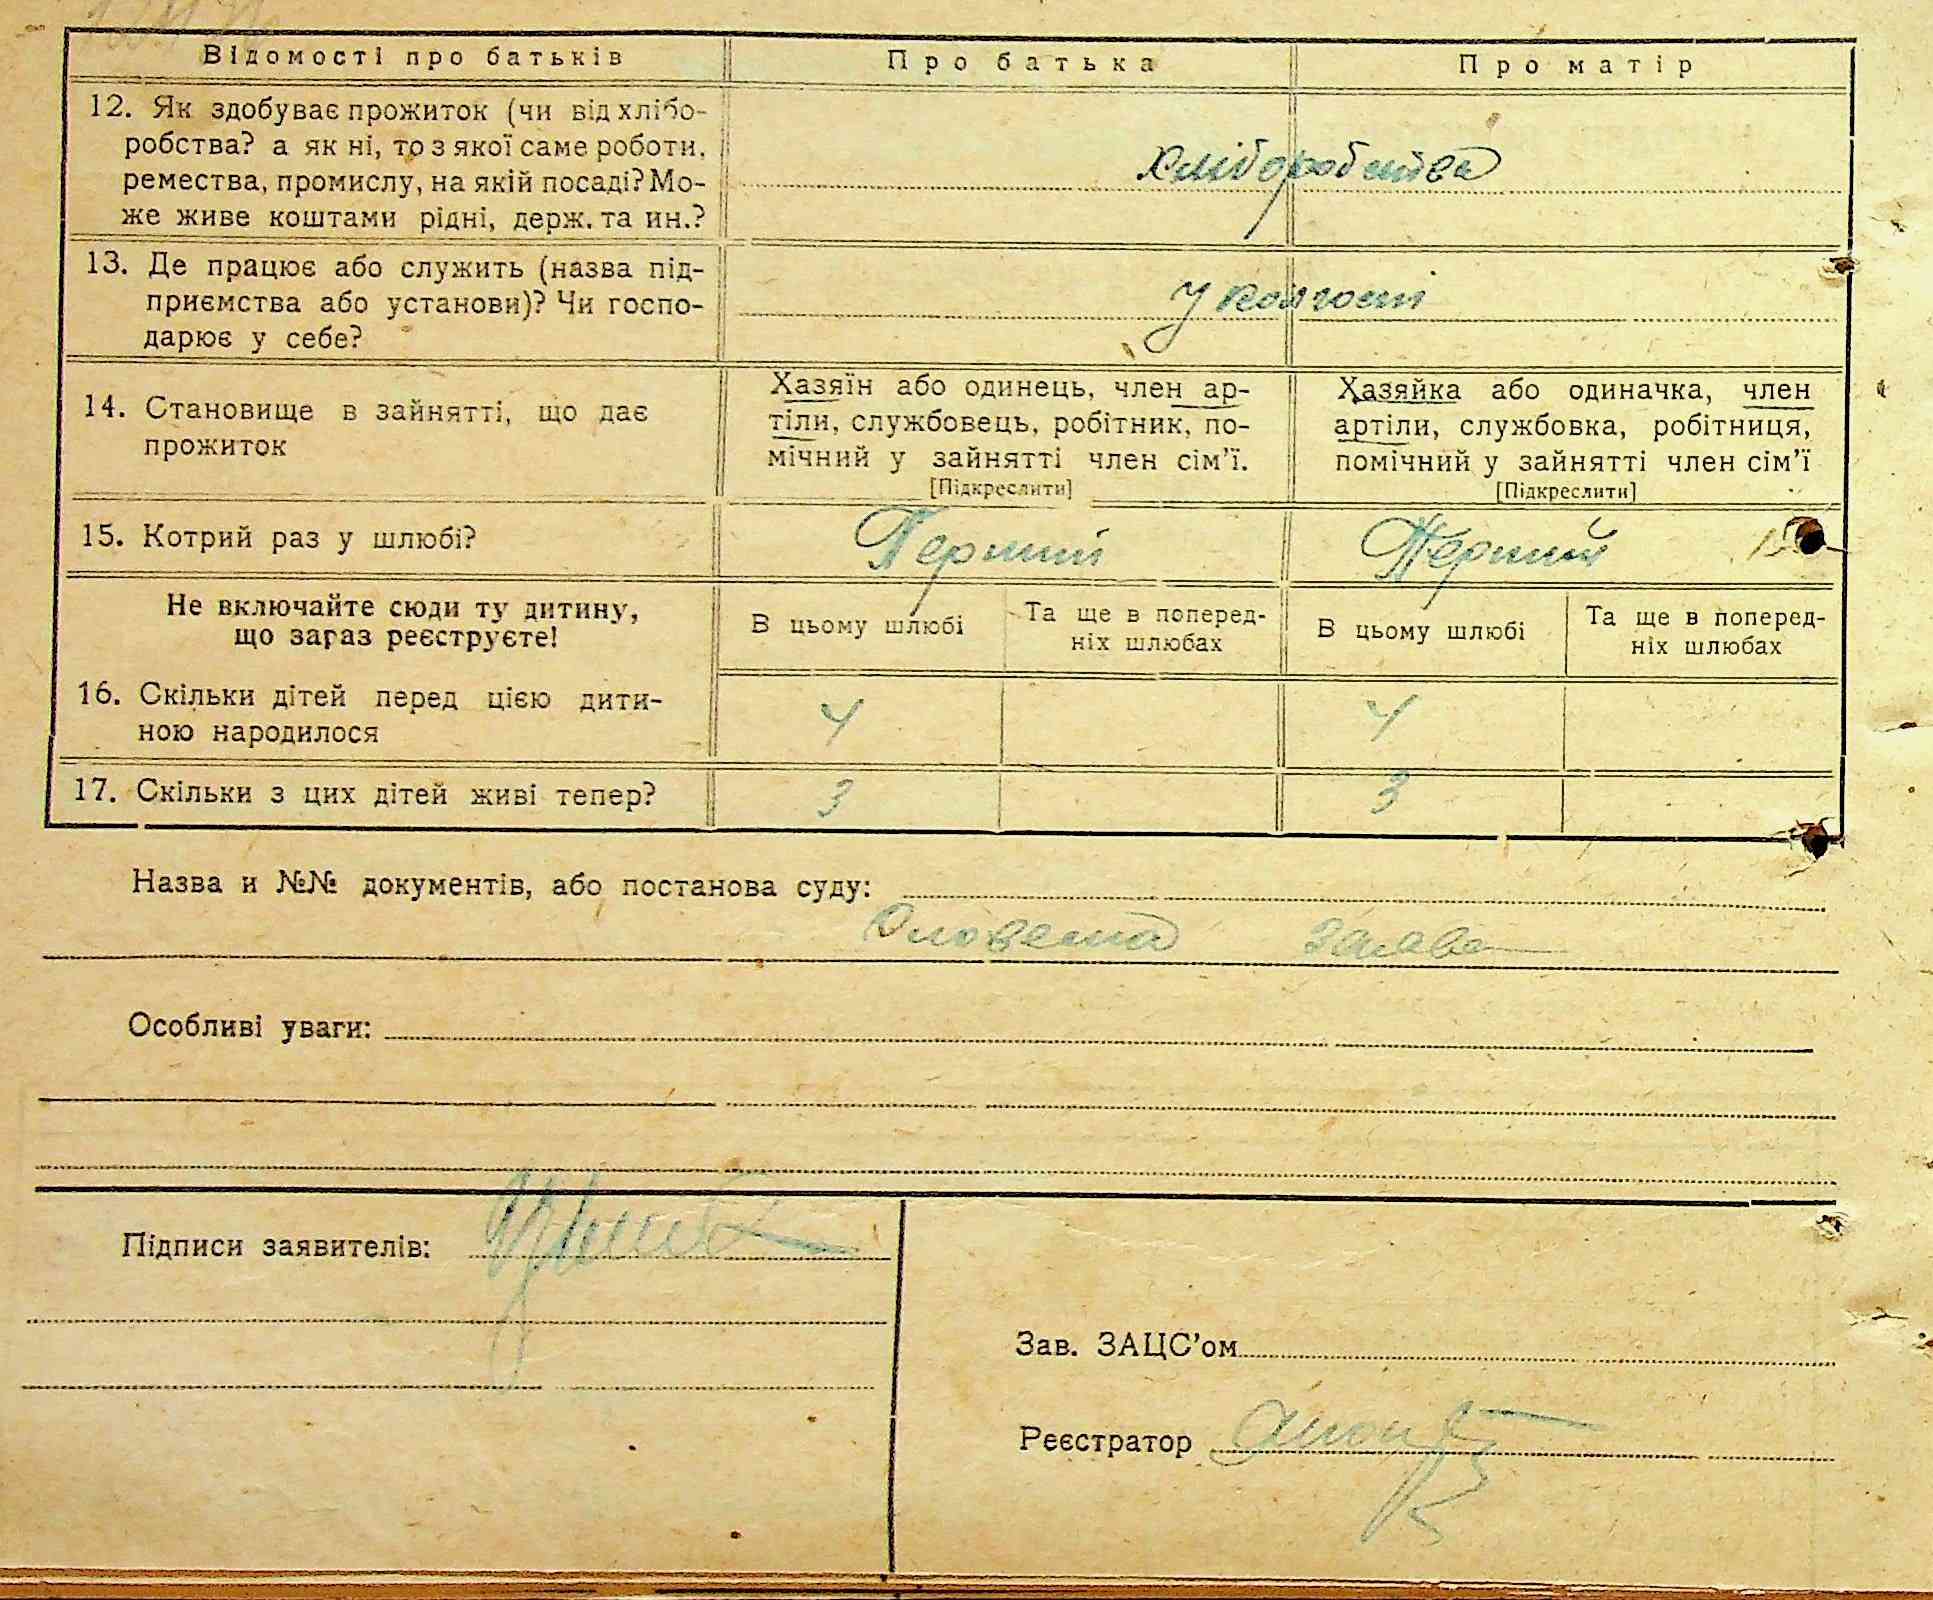 Відомості про батьків Про батька Про матір
12. Як здобуває прожиток (чи від хлібо-
робства? а як ні, то з якої саме роботи,
ремества, промислу, на якій посаді? Мо-
же живе коштами рідні, держ. та ин.?
хліборобства
13. Де працює або служить (назва під-
приємства або установи)? Чи госпо-
дарює у себе?
У колгоспі
14. Становище в зайнятті, що дає
прожиток
Хазяїн або одинець, член ар-
тіли, службовець, робітник, по-
мічний у зайнятті член сім'ї.
[Підкреслити]
Хазяйка або одиначка, член
артіли, службовка, робітниця,
помічний у зайнятті член сім'ї
[Підкреслити]
15. Котрий раз у шлюбі? Перший Перший
Не включайте сюди ту дитину,
що зараз реєструєте!
В цьому шлюбі
Та ще в поперед-
ніх шлюбах
В цьому шлюбі
Та ще в поперед-
ніх шлюбах
16. Скільки дітей перед цією дити-
ною народилося
4 4
17. Скільки з цих дітей живі тепер? 3 3
Назва и №№ документів, або постанова суду:
Словесна заява
Особливі уваги:
Підписи заявителів:
Зав. ЗАЦС'ом
Реєстратор